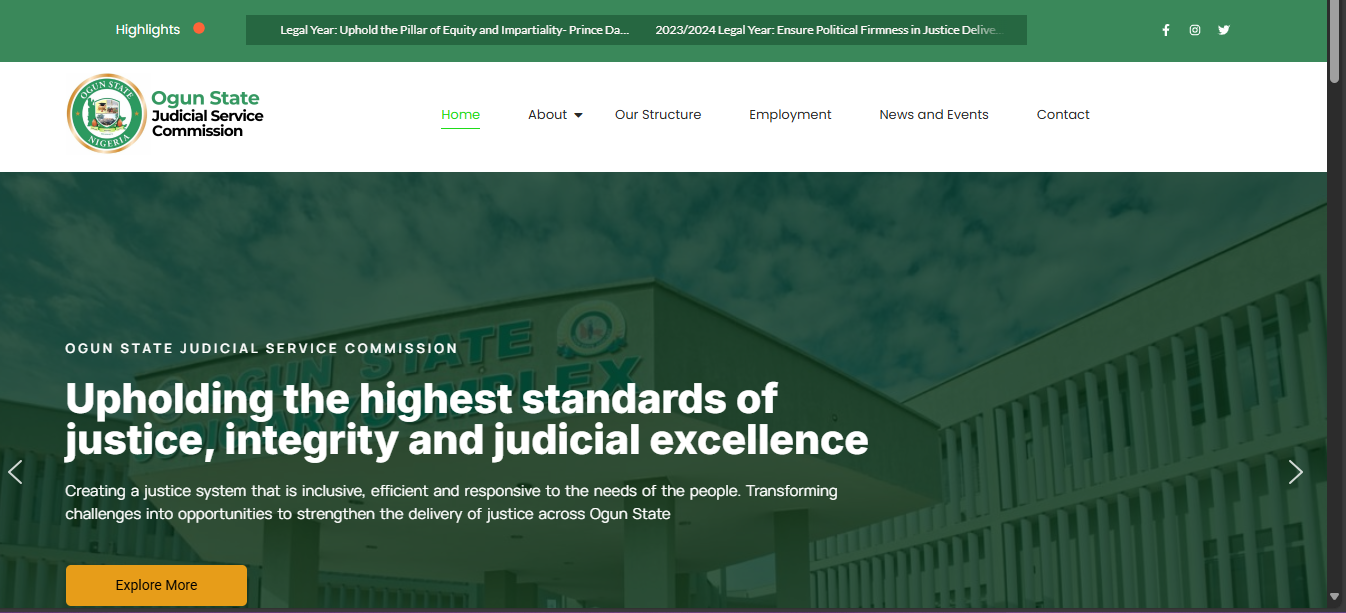 Highlights
Legal Year: Uphold the Pillar of Equity and Impartiality- Prince Da...
2023/2024 Legal Year: Ensure Political Firmness in Justice Delive...
OGUN STATE
NIGERIA
Ogun State
Judicial Service
Commission
Home
About
Our Structure
Employment
News and Events
Contact
OGUN STATE
JUDICIARY COMPLEX
OGUN STATE JUDICIAL SERVICE COMMISSION
Upholding the highest standards of
justice, integrity and judicial excellence
Creating a justice system that is inclusive, efficient and responsive to the needs of the people. Transforming
challenges into opportunities to strengthen the delivery of justice across Ogun State
Explore More